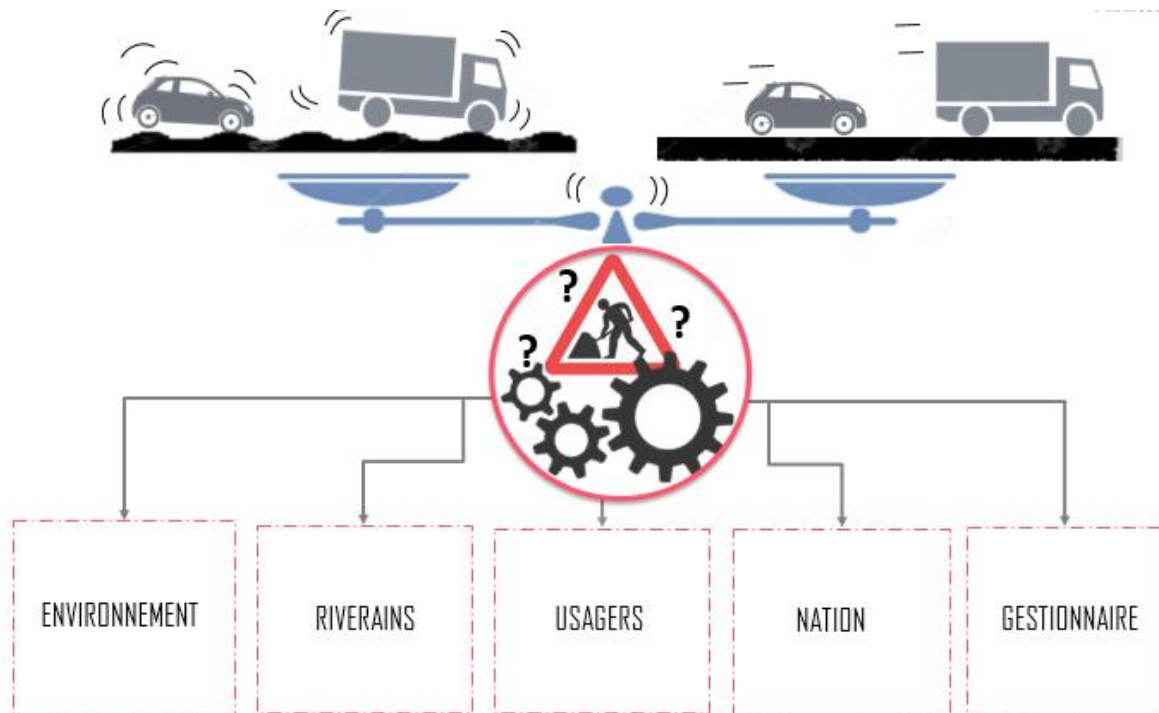 ?
?
?
ENVIRONNEMENT
RIVERAINS
USAGERS
NATION
GESTIONNAIRE